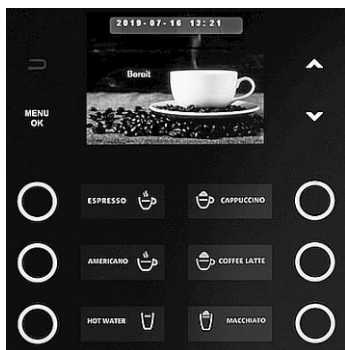 2019-07-16 13:21
Bereit
MENU
OK
ESPRESSO
CAPPUCCINO
AMERICANO
COFFEE LATTE
HOT WATER
MACCHIATO